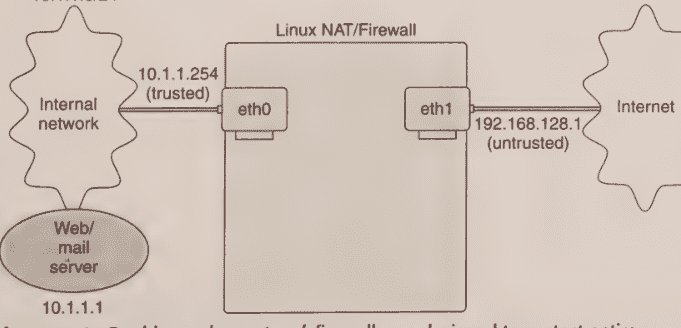 Linux NAT/Firewall
10.1.1.254
(trusted)
Internal
network
eth0
eth1
192.168.128.1
(untrusted)
Internet
Web/
mail
server
10.1.1.1